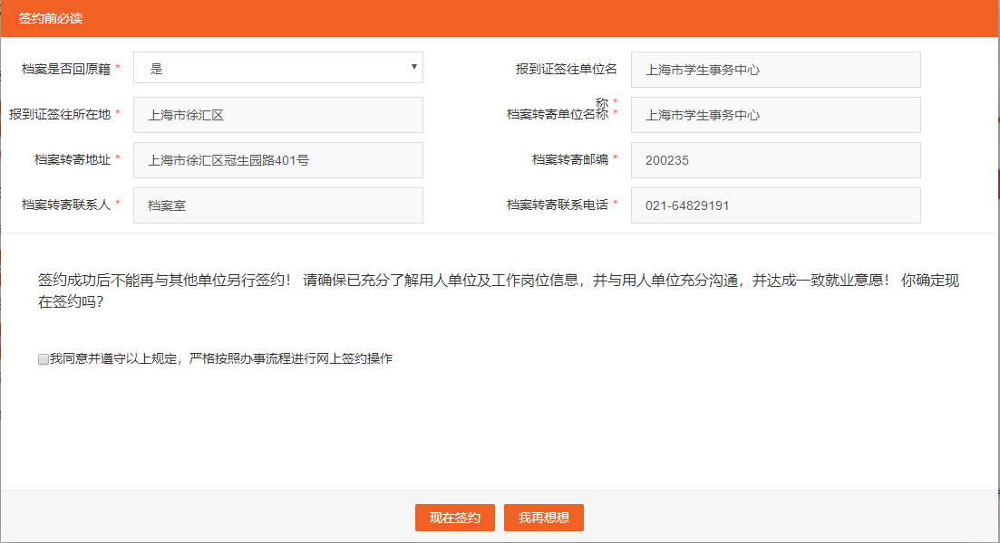 签约前必读
档案是否回原籍 * 是
报到证签往单位名称 * 上海市学生事务中心
报到证签往所在地 * 上海市徐汇区
档案转寄单位名称 * 上海市学生事务中心
档案转寄地址 * 上海市徐汇区冠生园路401号
档案转寄邮编 * 200235
档案转寄联系人 * 档案室
档案转寄联系电话 * 021-64829191
签约成功后不能再与其他单位另行签约! 请确保已充分了解用人单位及工作岗位信息，并与用人单位充分沟通，并达成一致就业意愿! 你确定现
在签约吗?
我同意并遵守以上规定，严格按照办事流程进行网上签约操作
现在签约 我再想想